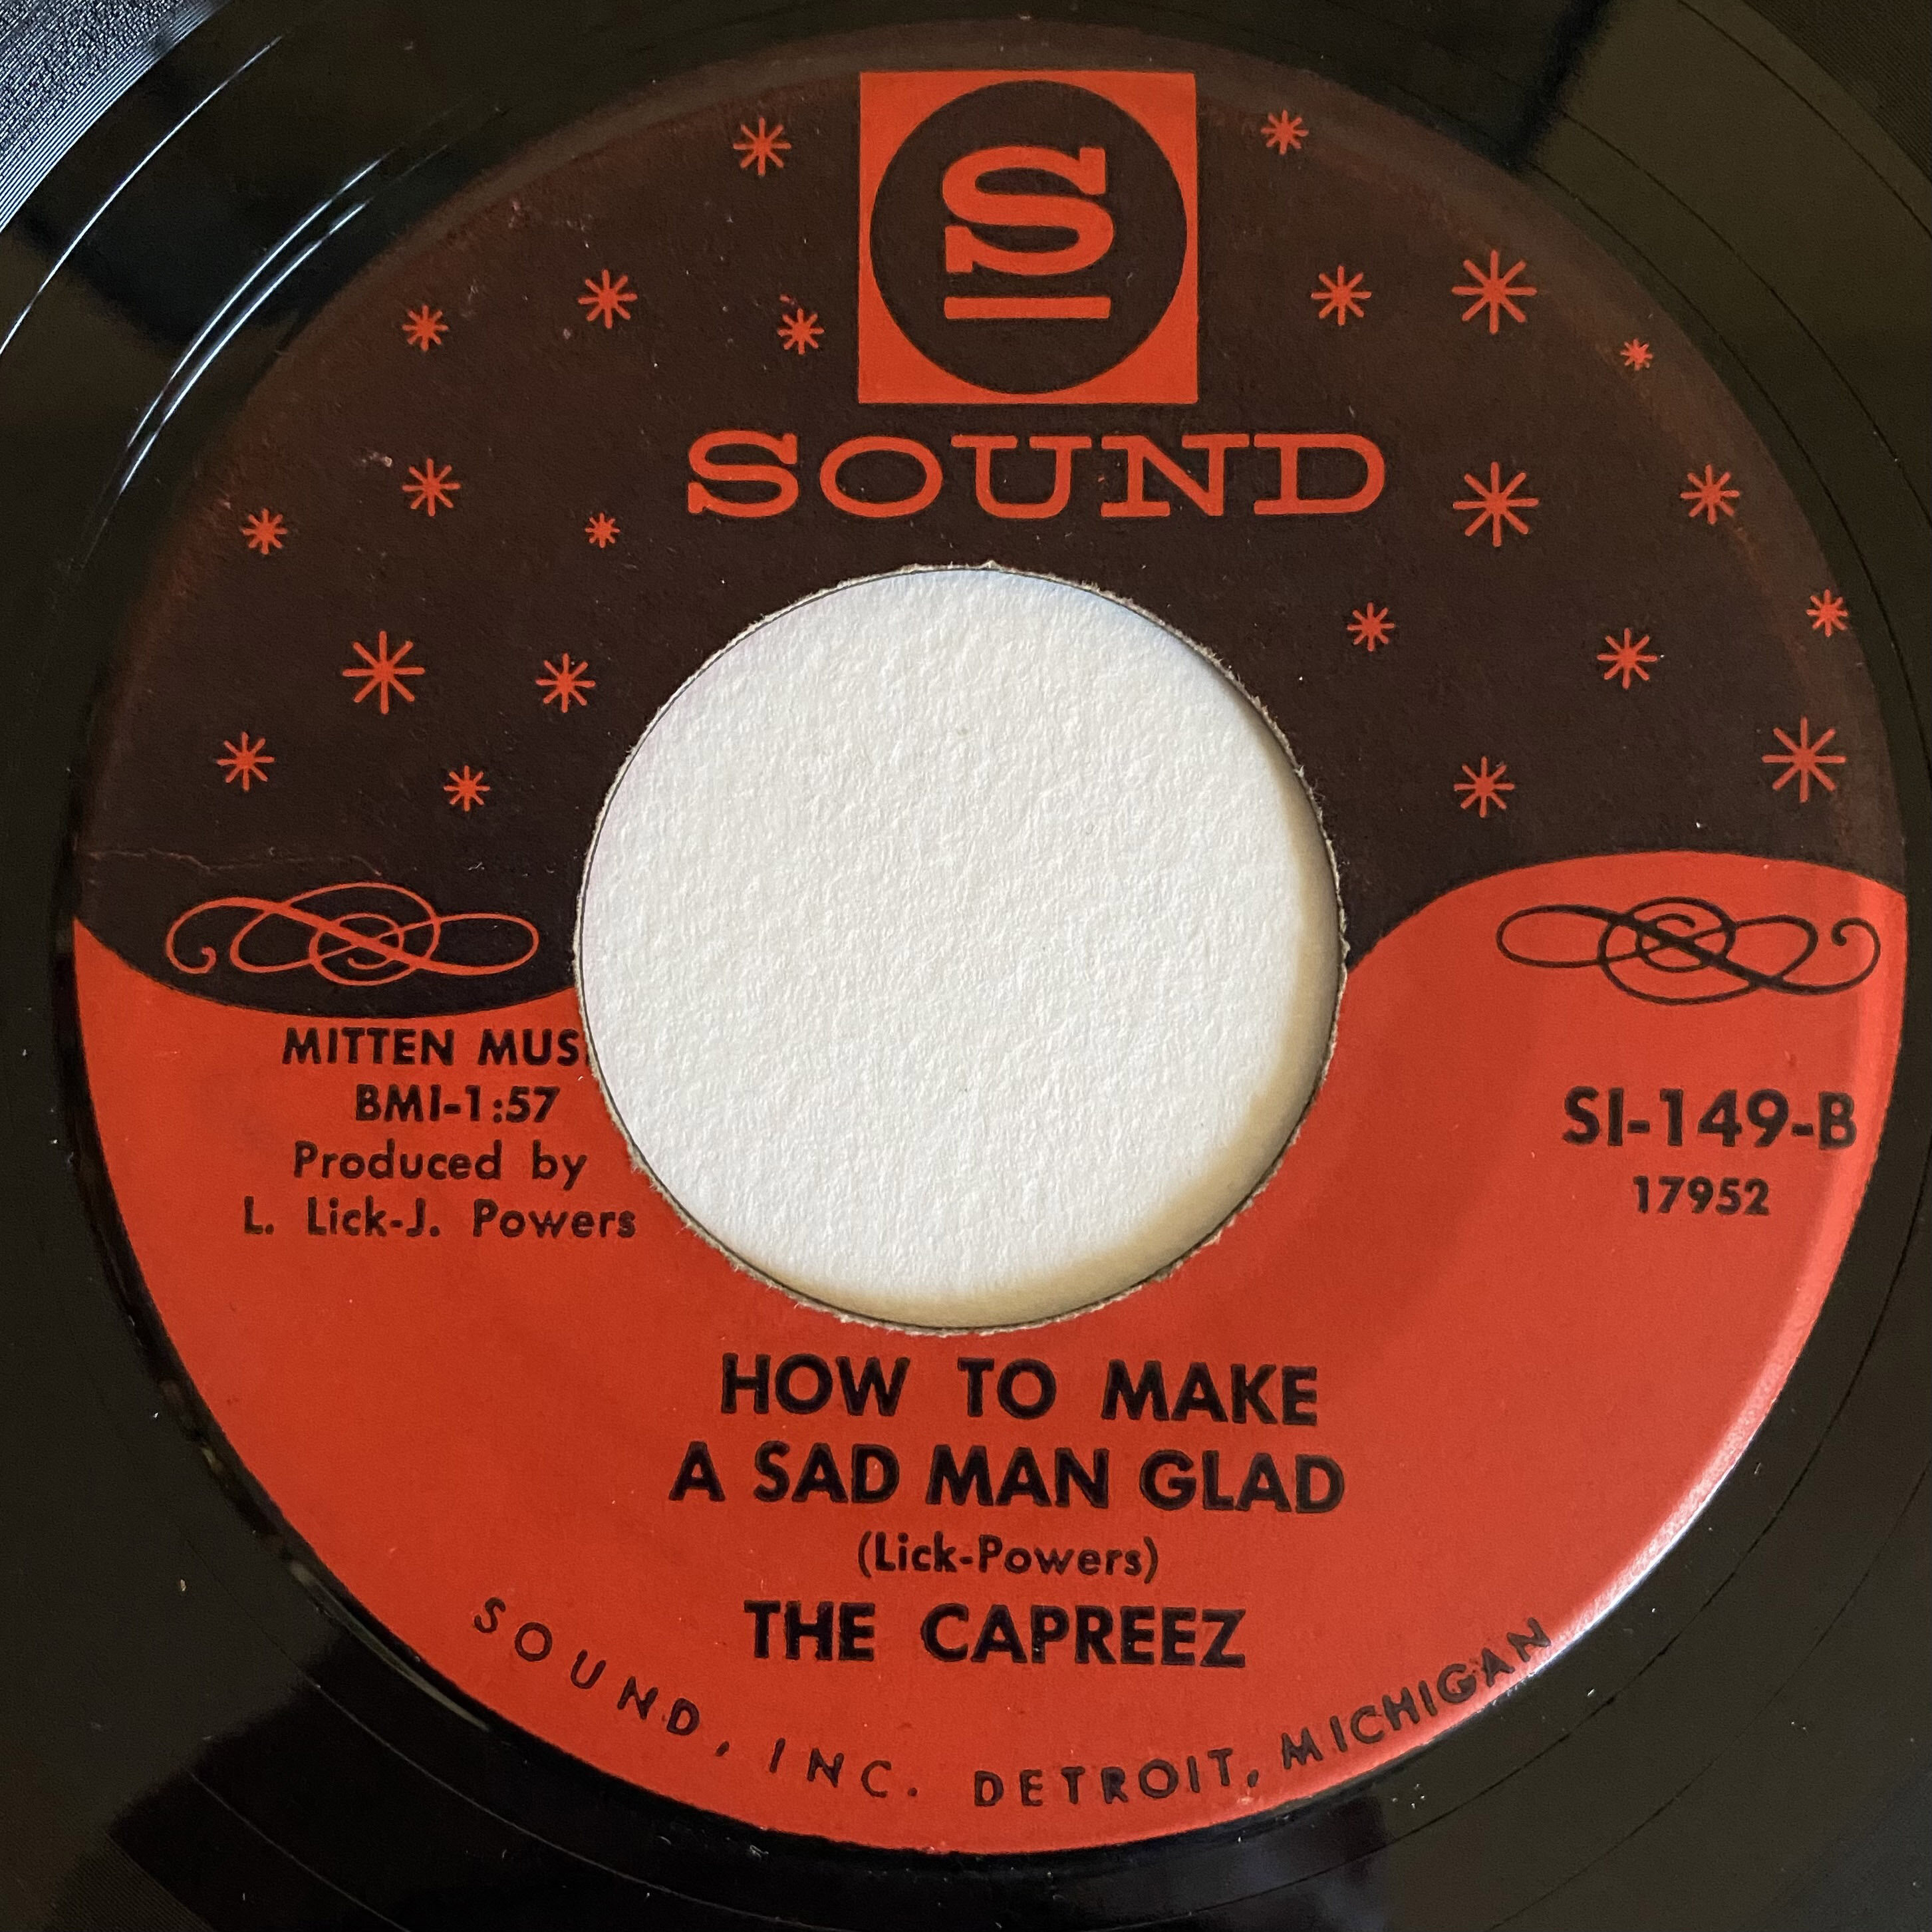 S
SOUND
MITTEN MUS
BMI-1:57
Produced by
L. Lick-J. Powers
SI-149-B
17952
HOW TO MAKE
A SAD MAN GLAD
(Lick-Powers)
THE CAPREEZ
SOUND, INC. DETROIT, MICHIGAN